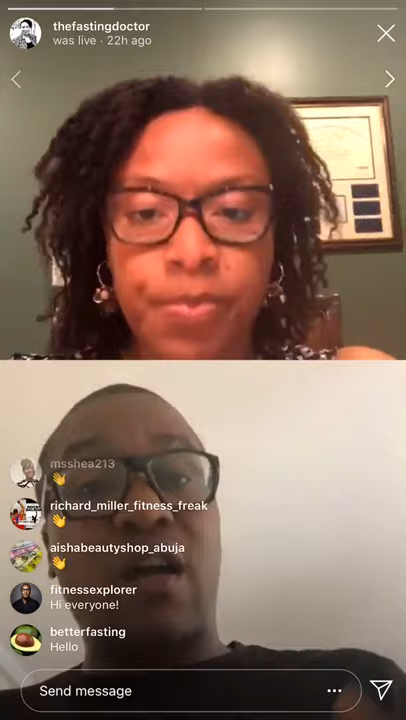 thefastingdoctor
was live · 22h ago
msshea213
👋
richard_miller_fitness_freak
👋
aishabeautyshop_abuja
👋
fitnessexplorer
Hi everyone!
betterfasting
Hello
Send message